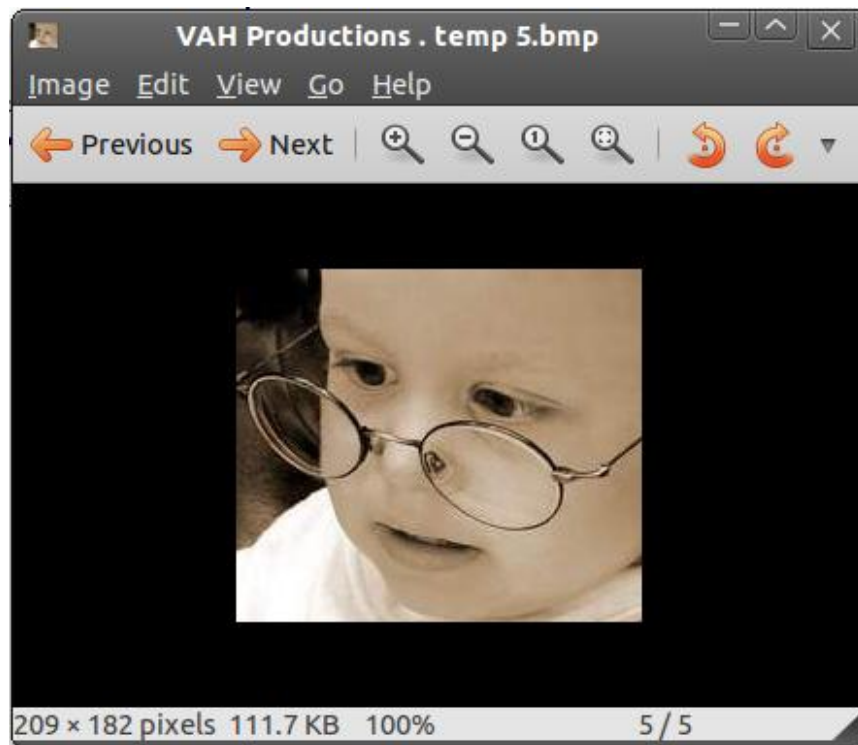 VAH Productions . temp 5.bmp
Image Edit View Go Help
Previous Next
209 × 182 pixels 111.7 KB 100% 5 / 5